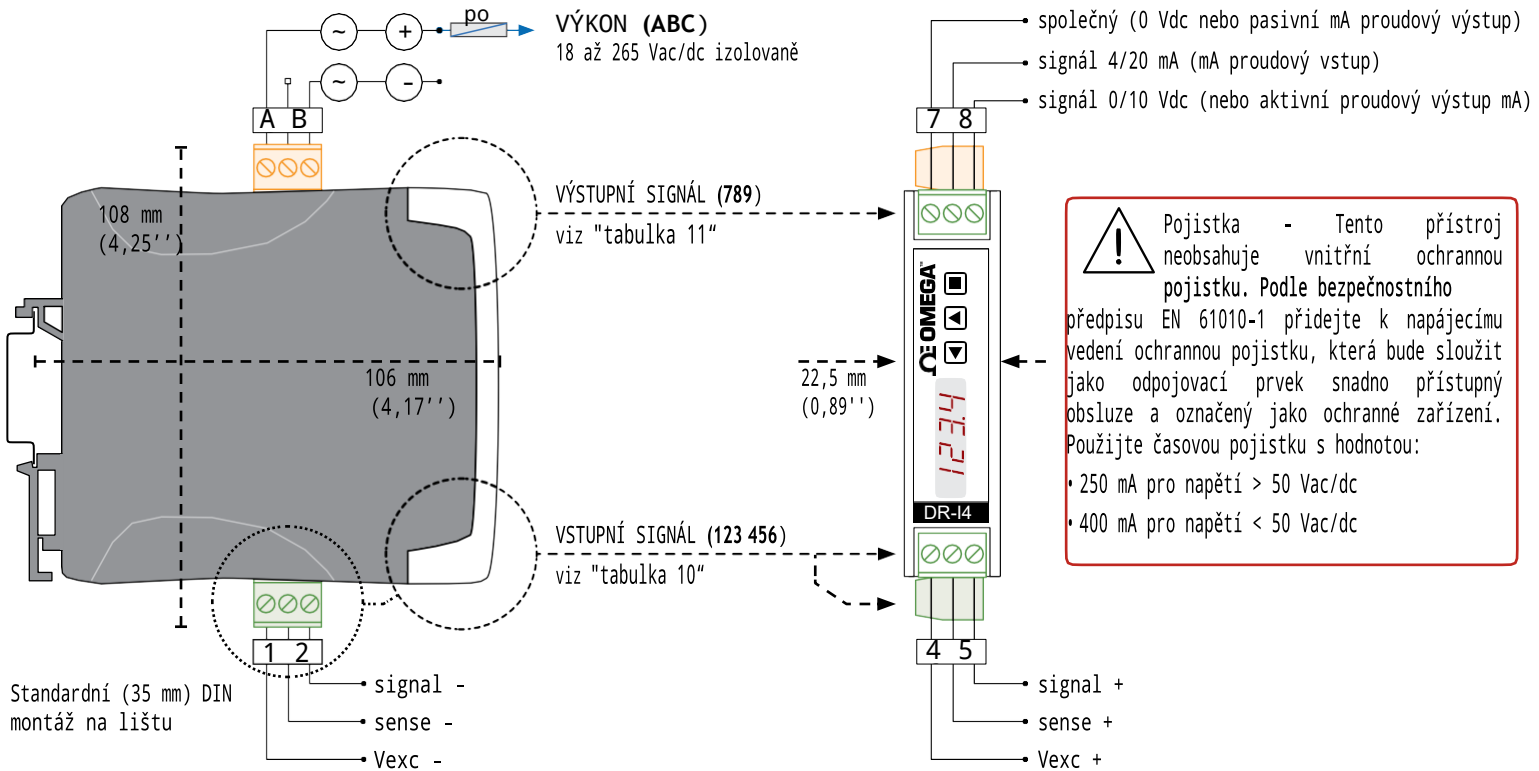 po
VÝKON (ABC)
18 až 265 Vac/dc izolovaně
~ +
~ -
A B
společný (0 Vdc nebo pasivní mA proudový výstup)
signál 4/20 mA (mA proudový vstup)
signál 0/10 Vdc (nebo aktivní proudový výstup mA)
7 8
108 mm
(4,25'')
VÝSTUPNÍ SIGNÁL (789)
viz "tabulka 11“
106 mm
(4,17'')
22,5 mm
(0,89'')
OMEGA™
123.4
DR-I4
Pojistka - Tento přístroj
neobsahuje vnitřní ochrannou
pojistku. Podle bezpečnostního
předpisu EN 61010-1 přidejte k napájecímu
vedení ochrannou pojistku, která bude sloužit
jako odpojovací prvek snadno přístupný
obsluze a označený jako ochranné zařízení.
Použijte časovou pojistku s hodnotou:
• 250 mA pro napětí > 50 Vac/dc
• 400 mA pro napětí < 50 Vac/dc
VSTUPNÍ SIGNÁL (123 456)
viz "tabulka 10“
1 2
signal -
sense -
Vexc -
Standardní (35 mm) DIN
montáž na lištu
4 5
signal +
sense +
Vexc +